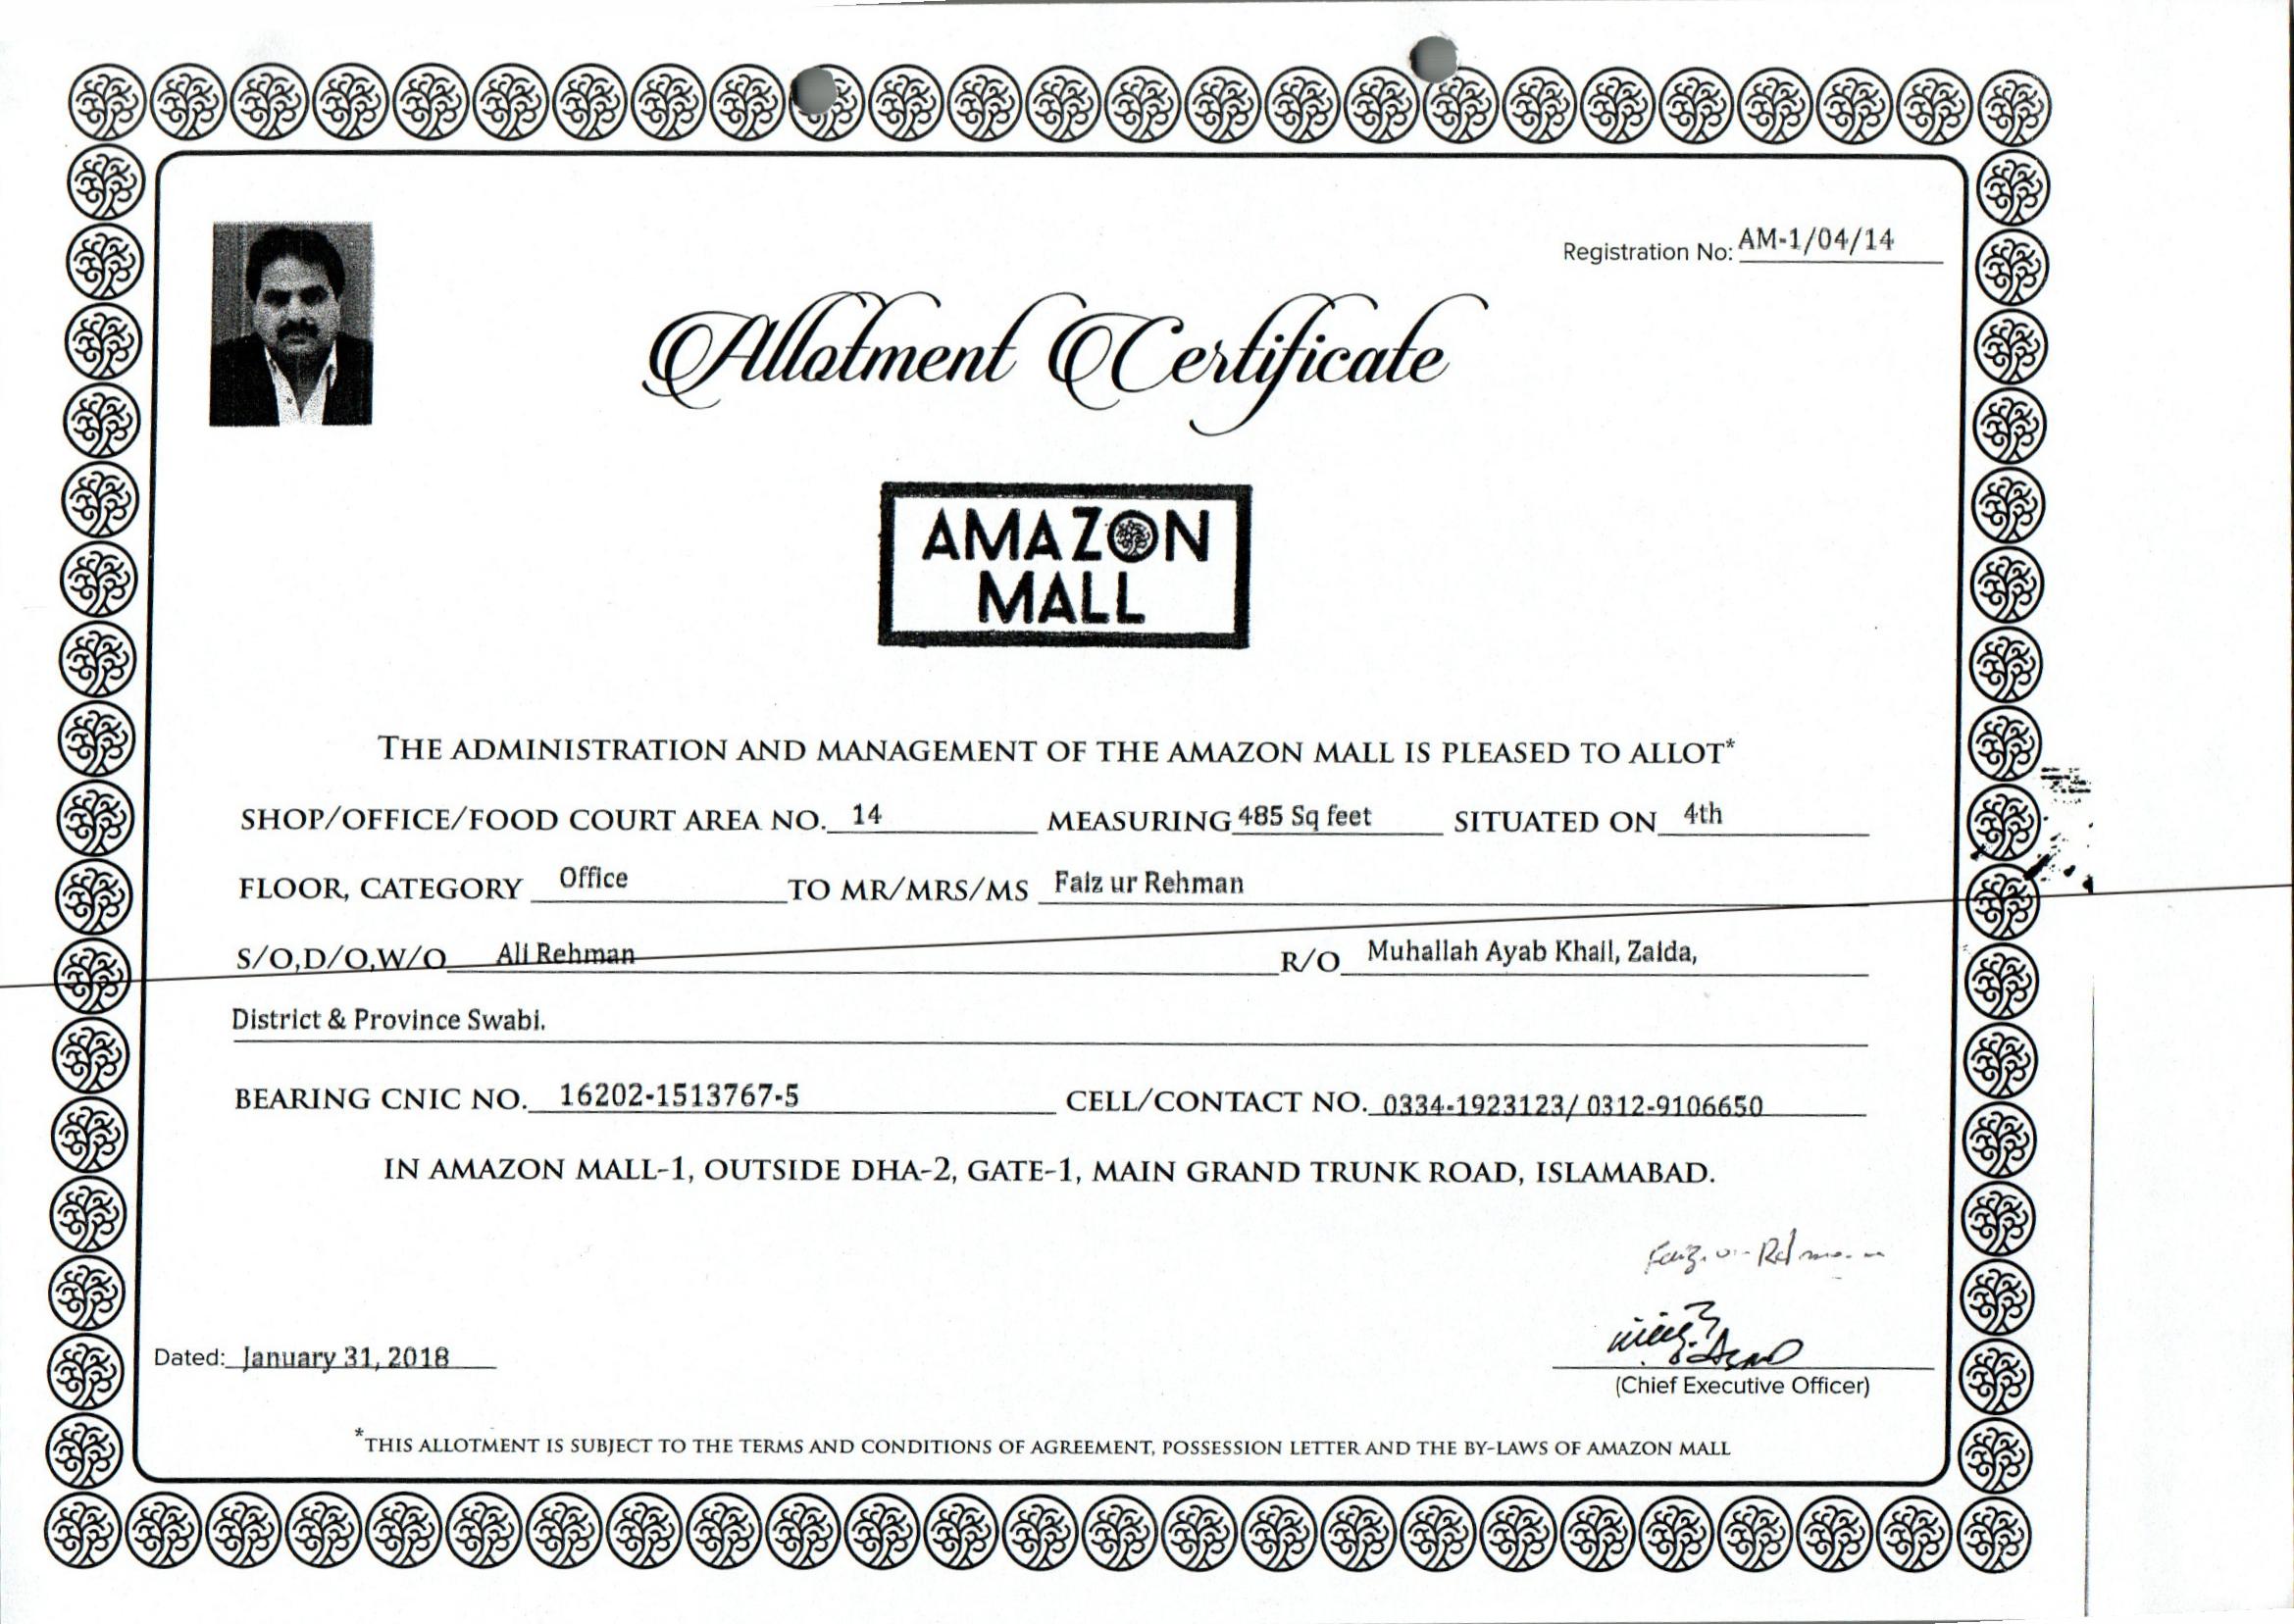 Registration No: AM-1/04/14
Allotment Certificate
AMAZON
MALL
THE ADMINISTRATION AND MANAGEMENT OF THE AMAZON MALL IS PLEASED TO ALLOT*
SHOP/OFFICE/FOOD COURT AREA NO. 14 MEASURING 485 Sq feet SITUATED ON 4th
FLOOR, CATEGORY Office TO MR/MRS/MS Faiz ur Rehman
S/O,D/O,W/O Ali Rehman R/O Muhallah Ayab Khail, Zaida,
District & Province Swabi.
BEARING CNIC NO. 16202-1513767-5 CELL/CONTACT NO. 0334-1923123/ 0312-9106650
IN AMAZON MALL-1, OUTSIDE DHA-2, GATE-1, MAIN GRAND TRUNK ROAD, ISLAMABAD.
Faiz ur Rehman
Dated: January 31, 2018
(Chief Executive Officer)
*THIS ALLOTMENT IS SUBJECT TO THE TERMS AND CONDITIONS OF AGREEMENT, POSSESSION LETTER AND THE BY-LAWS OF AMAZON MALL